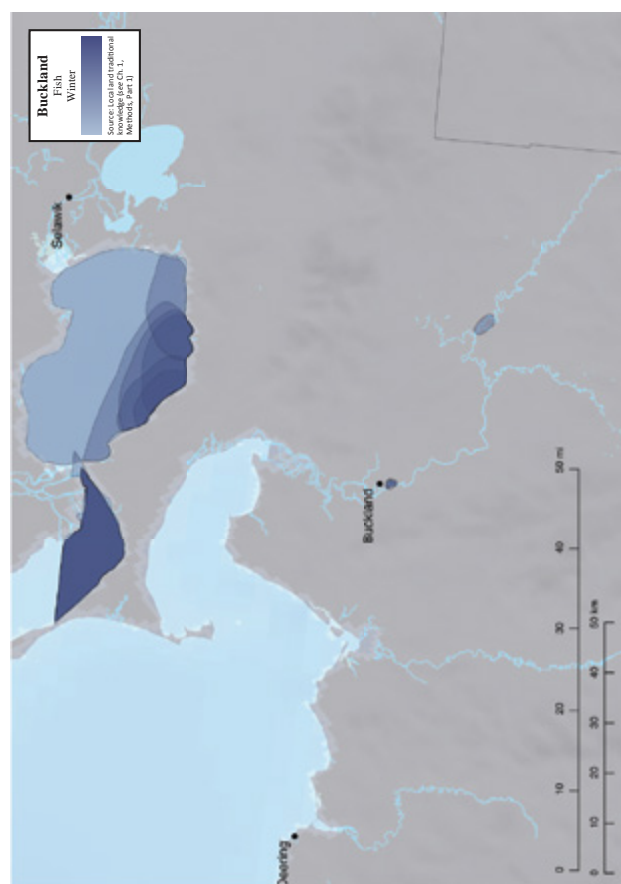 Buckland
Fish
Winter
Source: Local and traditional
knowledge (see Ch. 1,
Methods, Part 1)
Selawik
Buckland
Deering
0 10 20 30 40 50 mi
0 10 20 30 40 50 km